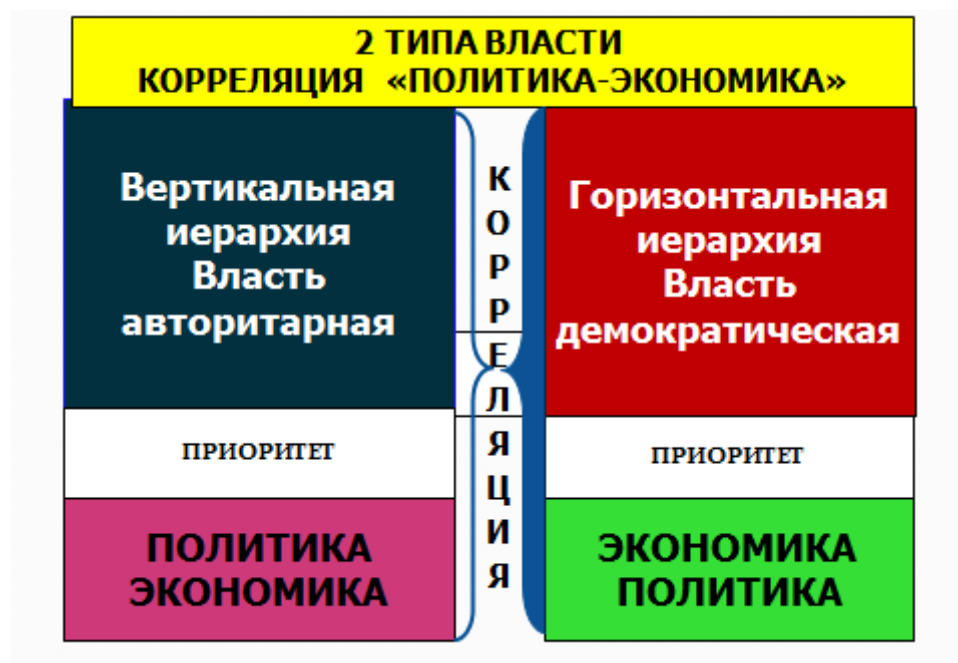 2 ТИПА ВЛАСТИ
КОРРЕЛЯЦИЯ «ПОЛИТИКА-ЭКОНОМИКА»
Вертикальная
иерархия
Власть
авторитарная
ПРИОРИТЕТ
ПОЛИТИКА
ЭКОНОМИКА
К
О
Р
Р
Е
Л
Я
Ц
И
Я
Горизонтальная
иерархия
Власть
демократическая
ПРИОРИТЕТ
ЭКОНОМИКА
ПОЛИТИКА